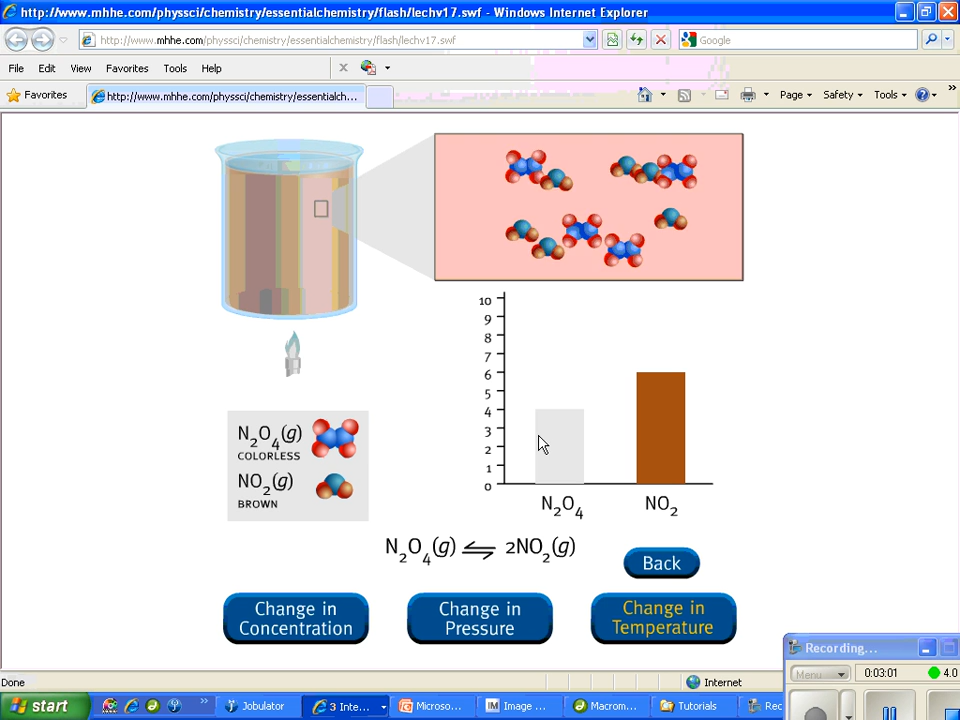 http://www.mhhe.com/physsci/chemistry/essentialchemistry/flash/lechv17.swf - Windows Internet Explorer
http://www.mhhe.com/physsci/chemistry/essentialchemistry/flash/lechv17.swf
Google
File Edit View Favorites Tools Help
Favorites
http://www.mhhe.com/physsci/chemistry/essentialch...
Page Safety Tools
10
9
8
7
6
5
4
3
2
1
0
N2O4 NO2
N2O4(g)
COLORLESS
NO2(g)
BROWN
N2O4(g) ⇌ 2NO2(g)
Back
Change in
Concentration
Change in
Pressure
Change in
Temperature
Recording...
Menu 0:03:01 4.0
Done
Internet
start
Jobulator
3 Inte...
Microso...
Image ...
Macrom...
Tutorials
Rec